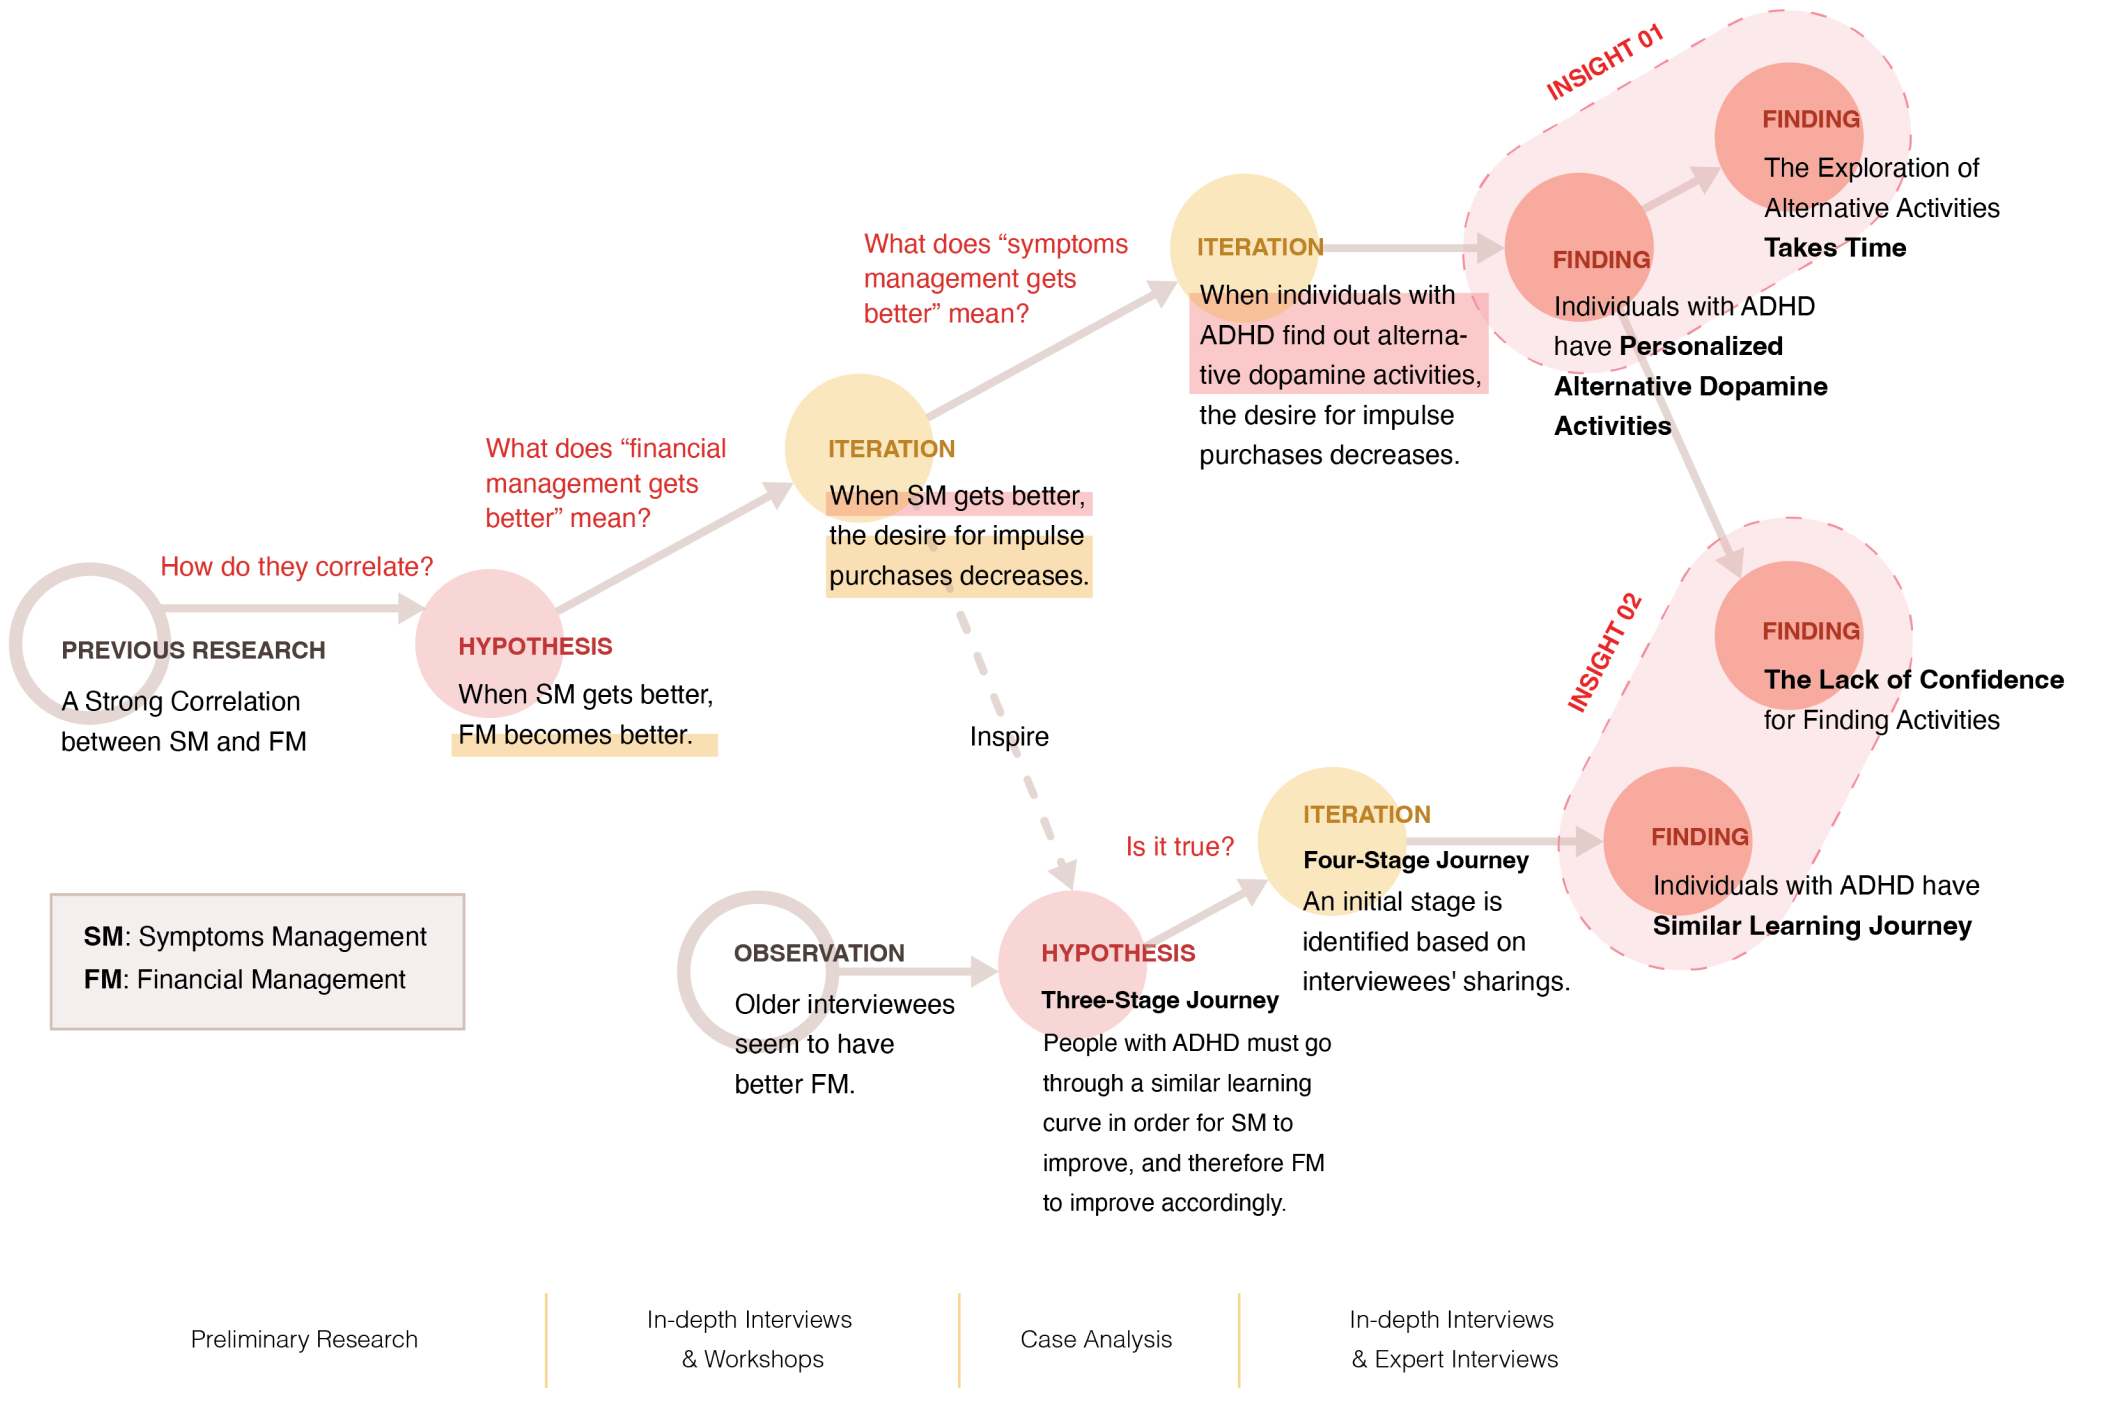 INSIGHT 01
FINDING
The Exploration of
Alternative Activities
Takes Time
What does “symptoms
management gets
better” mean?
ITERATION
When individuals with
ADHD find out alterna-
tive dopamine activities,
the desire for impulse
purchases decreases.
FINDING
Individuals with ADHD
have Personalized
Alternative Dopamine
Activities
What does “financial
management gets
better” mean?
ITERATION
When SM gets better,
the desire for impulse
purchases decreases.
How do they correlate?
PREVIOUS RESEARCH
A Strong Correlation
between SM and FM
HYPOTHESIS
When SM gets better,
FM becomes better.
Inspire
INSIGHT 02
FINDING
The Lack of Confidence
for Finding Activities
SM: Symptoms Management
FM: Financial Management
OBSERVATION
Older interviewees
seem to have
better FM.
HYPOTHESIS
Three-Stage Journey
People with ADHD must go
through a similar learning
curve in order for SM to
improve, and therefore FM
to improve accordingly.
Is it true?
ITERATION
Four-Stage Journey
An initial stage is
identified based on
interviewees' sharings.
FINDING
Individuals with ADHD have
Similar Learning Journey
Preliminary Research
In-depth Interviews
& Workshops
Case Analysis
In-depth Interviews
& Expert Interviews